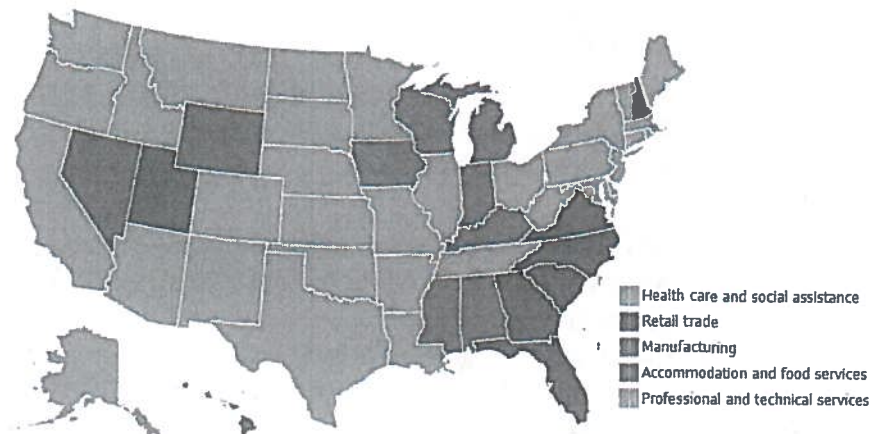 Health care and social assistance
Retail trade
Manufacturing
Accommodation and food services
Professional and technical services